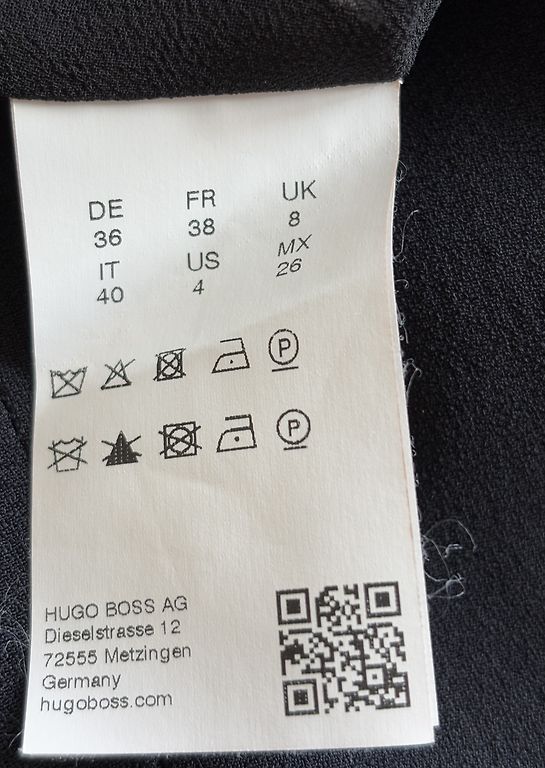 DE FR UK
36 38 8
IT US MX
40 4 26
P
P
HUGO BOSS AG
Dieselstrasse 12
72555 Metzingen
Germany
hugoboss.com